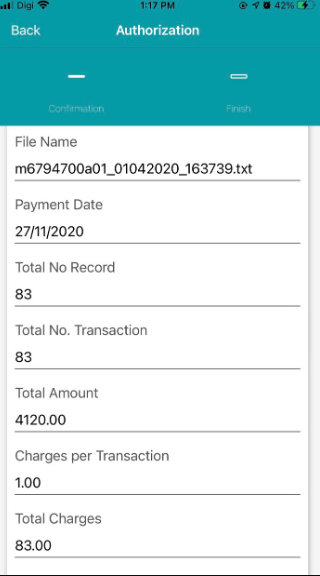 Digi 1:17 PM 42%
Back Authorization
Confirmation Finish
File Name
m6794700a01_01042020_163739.txt
Payment Date
27/11/2020
Total No Record
83
Total No. Transaction
83
Total Amount
4120.00
Charges per Transaction
1.00
Total Charges
83.00